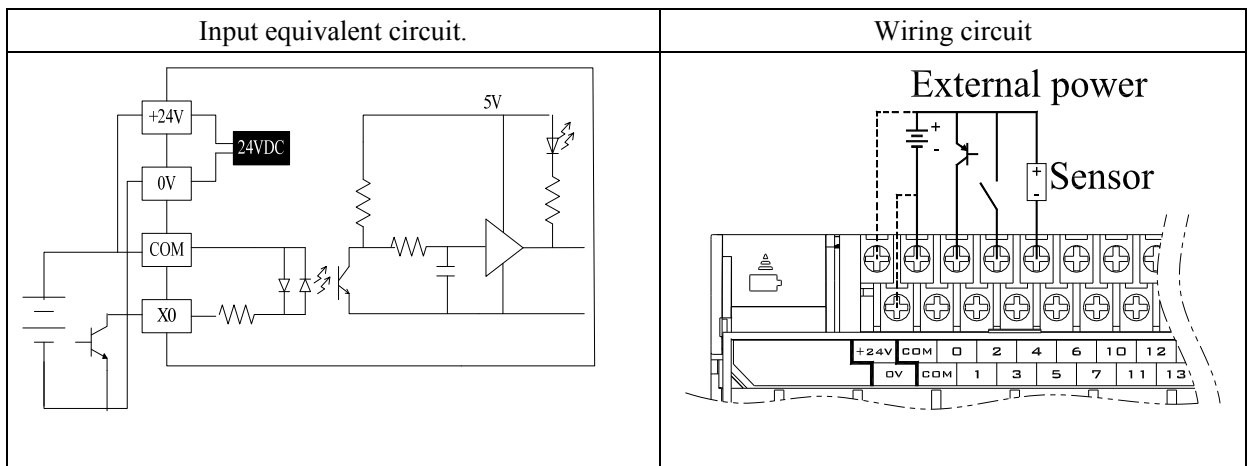 Input equivalent circuit.
Wiring circuit
+24V
0V
COM
X0
24VDC
5V
External power
+
-
+
-
Sensor
+24V COM 0 2 4 6 10 12
0V COM 1 3 5 7 11 13